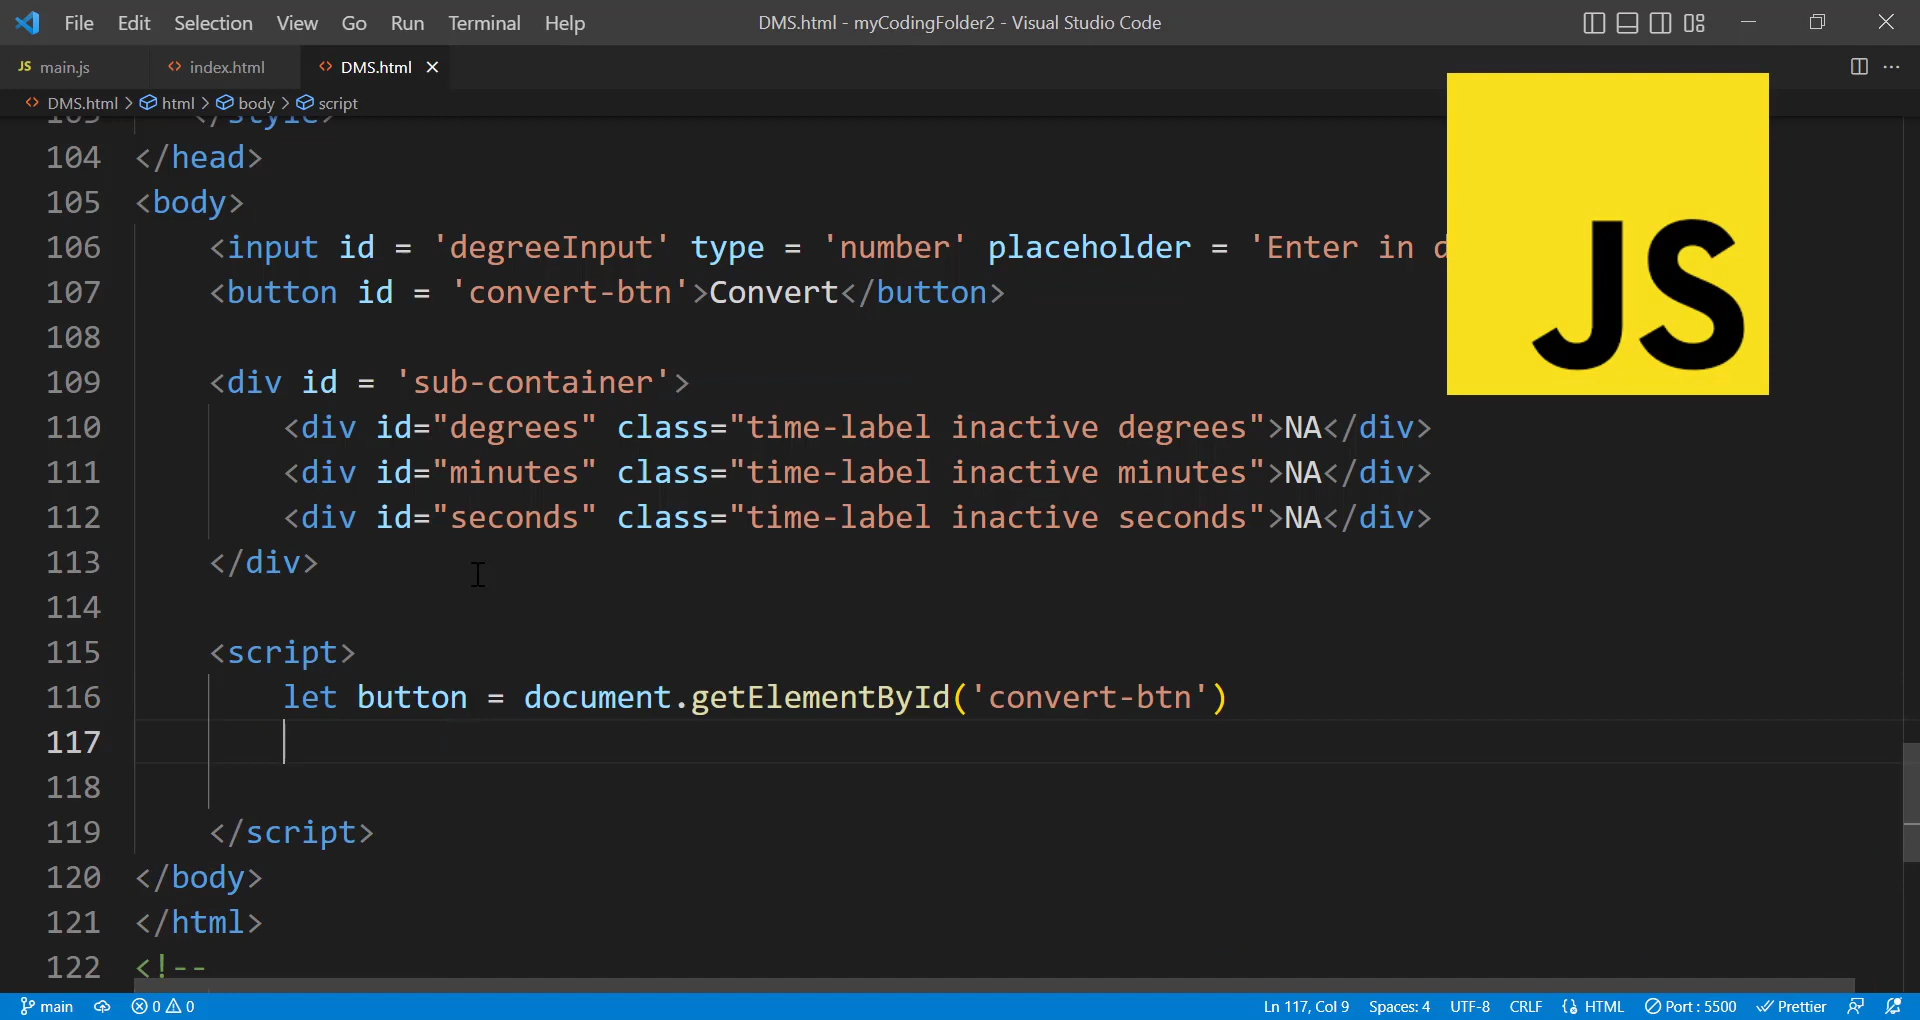 File Edit Selection View Go Run Terminal Help DMS.html - myCodingFolder2 - Visual Studio Code
JS main.js <> index.html <> DMS.html
<> DMS.html > html > body > script
103 </style>
104 </head>
105 <body>
106 <input id = 'degreeInput' type = 'number' placeholder = 'Enter in d
107 <button id = 'convert-btn'>Convert</button>
108
109 <div id = 'sub-container'>
110 <div id="degrees" class="time-label inactive degrees">NA</div>
111 <div id="minutes" class="time-label inactive minutes">NA</div>
112 <div id="seconds" class="time-label inactive seconds">NA</div>
113 </div>
114
115 <script>
116 let button = document.getElementById('convert-btn')
117
118
119 </script>
120 </body>
121 </html>
122 <!--
JS
main 0 0 Ln 117, Col 9 Spaces: 4 UTF-8 CRLF {} HTML Port : 5500 Prettier